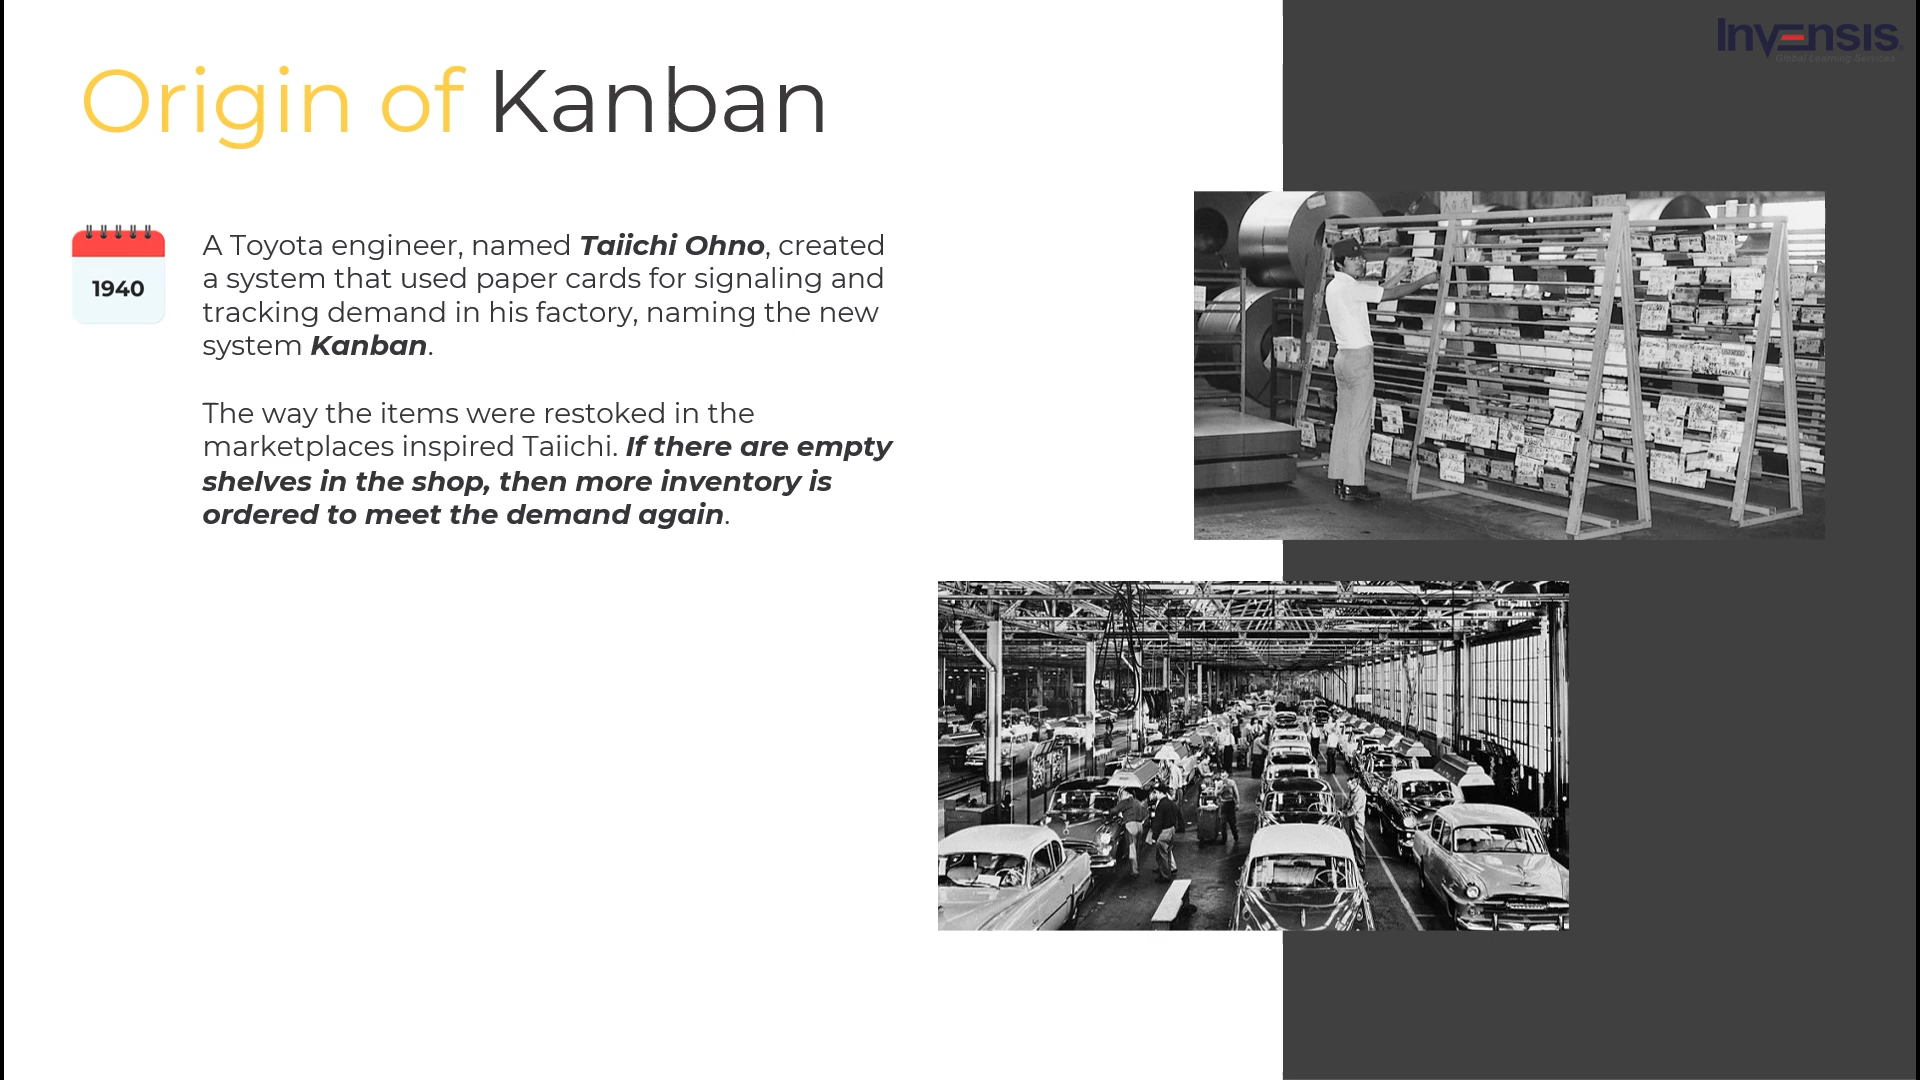 Invensis
Global Learning Services
Origin of Kanban
1940
A Toyota engineer, named Taiichi Ohno, created
a system that used paper cards for signaling and
tracking demand in his factory, naming the new
system Kanban.
The way the items were restoked in the
marketplaces inspired Taiichi. If there are empty
shelves in the shop, then more inventory is
ordered to meet the demand again.